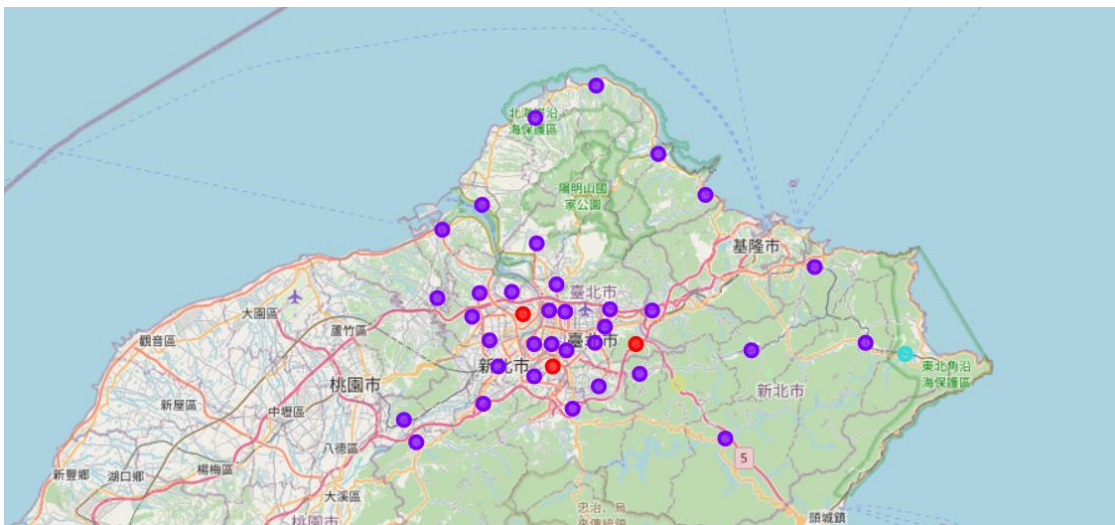 北海岸沿
海保護區
陽明山國
家公園
基隆市
臺北市
大園區
蘆竹區
觀音區
臺北市
新北市
東北角沿
海保護區
桃園市
新北市
新屋區
中壢區
八德區
5
新豐鄉
湖口鄉
楊梅區
大溪區
桃園市
忠治、烏
頭城鎮